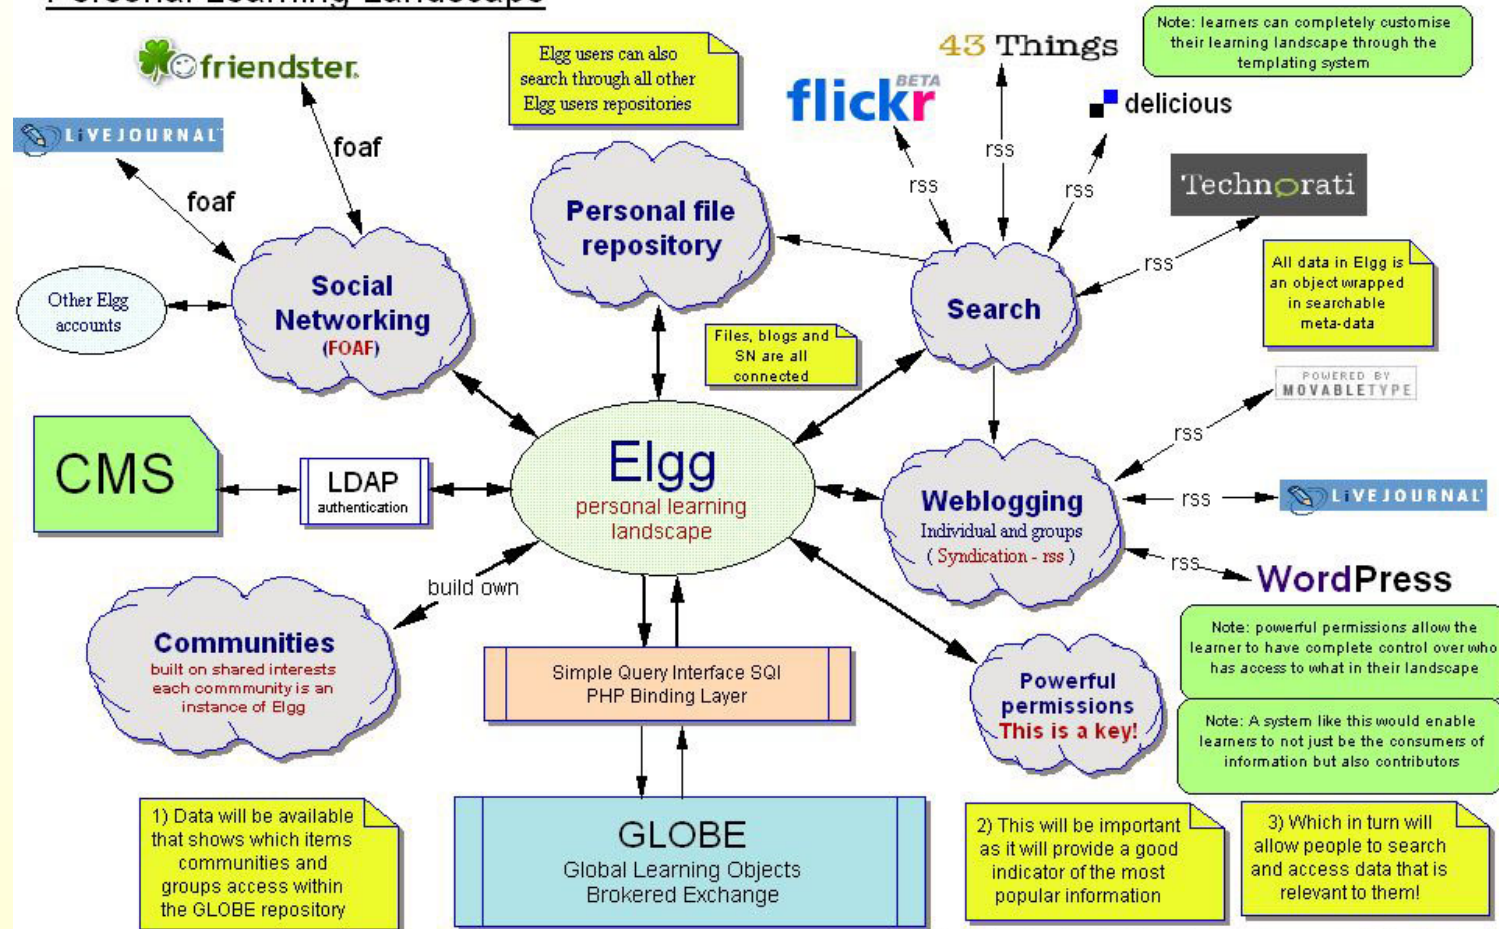 Personal Learning Landscape
friendster.
LiVEJOURNAL
foaf
foaf
Other Elgg
accounts
Social
Networking
(FOAF)
Elgg users can also
search through all other
Elgg users repositories
Personal file
repository
43 Things
flickr
BETA
delicious
Note: learners can completely customise
their learning landscape through the
templating system
rss
rss
rss
rss
Technorati
Search
All data in Elgg is
an object wrapped
in searchable
meta-data
Files, blogs and
SN are all
connected
POWERED BY
MOVABLETYPE
CMS
LDAP
authentication
Elgg
personal learning
landscape
Weblogging
Individual and groups
( Syndication - rss )
rss
rss
LiVEJOURNAL
rss
WordPress
build own
Communities
built on shared interests
each commmunity is an
instance of Elgg
Simple Query Interface SQI
PHP Binding Layer
Powerful
permissions
This is a key!
Note: powerful permissions allow the
learner to have complete control over who
has access to what in their landscape
Note: A system like this would enable
learners to not just be the consumers of
information but also contributors
1) Data will be available
that shows which items
communities and
groups access within
the GLOBE repository
GLOBE
Global Learning Objects
Brokered Exchange
2) This will be important
as it will provide a good
indicator of the most
popular information
3) Which in turn will
allow people to search
and access data that is
relevant to them!